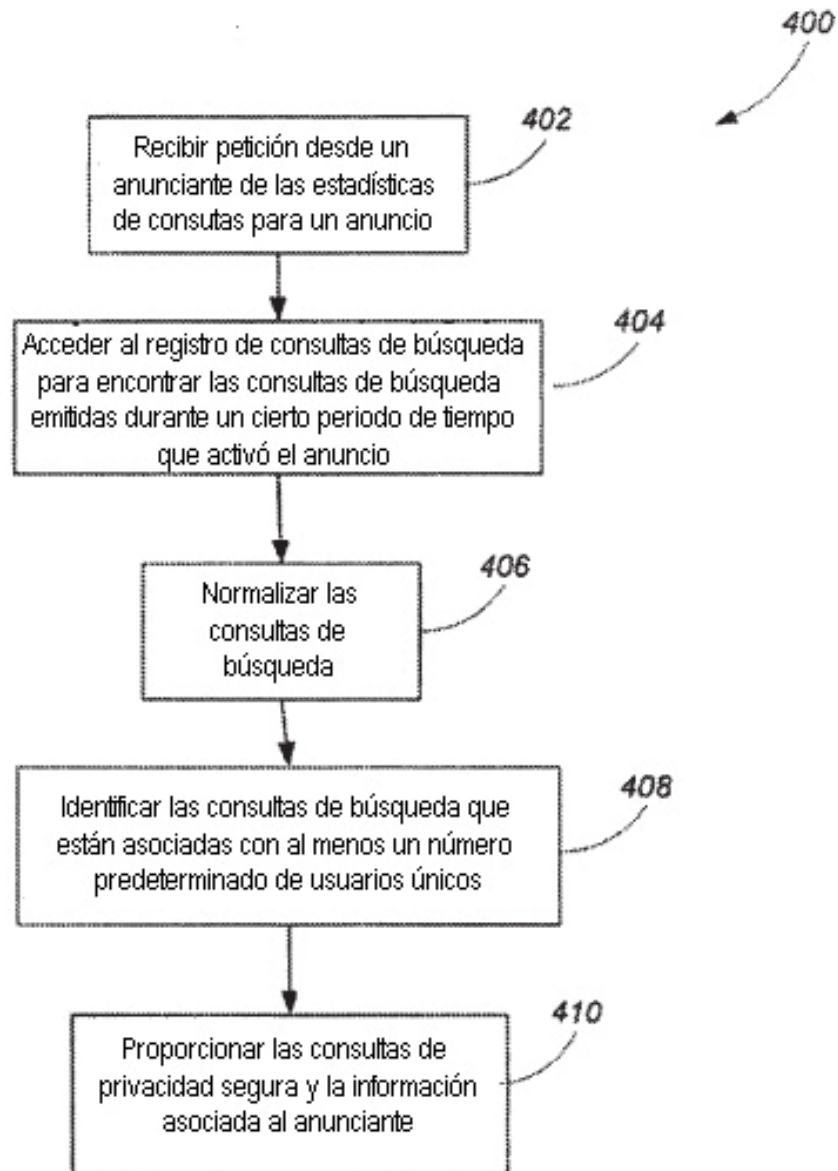 400
402
Recibir petición desde un
anunciante de las estadísticas
de consutas para un anuncio
404
Acceder al registro de consultas de búsqueda
para encontrar las consultas de búsqueda
emitidas durante un cierto periodo de tiempo
que activó el anuncio
406
Normalizar las
consultas de
búsqueda
408
Identificar las consultas de búsqueda que
están asociadas con al menos un número
predeterminado de usuarios únicos
410
Proporcionar las consultas de
privacidad segura y la información
asociada al anunciante